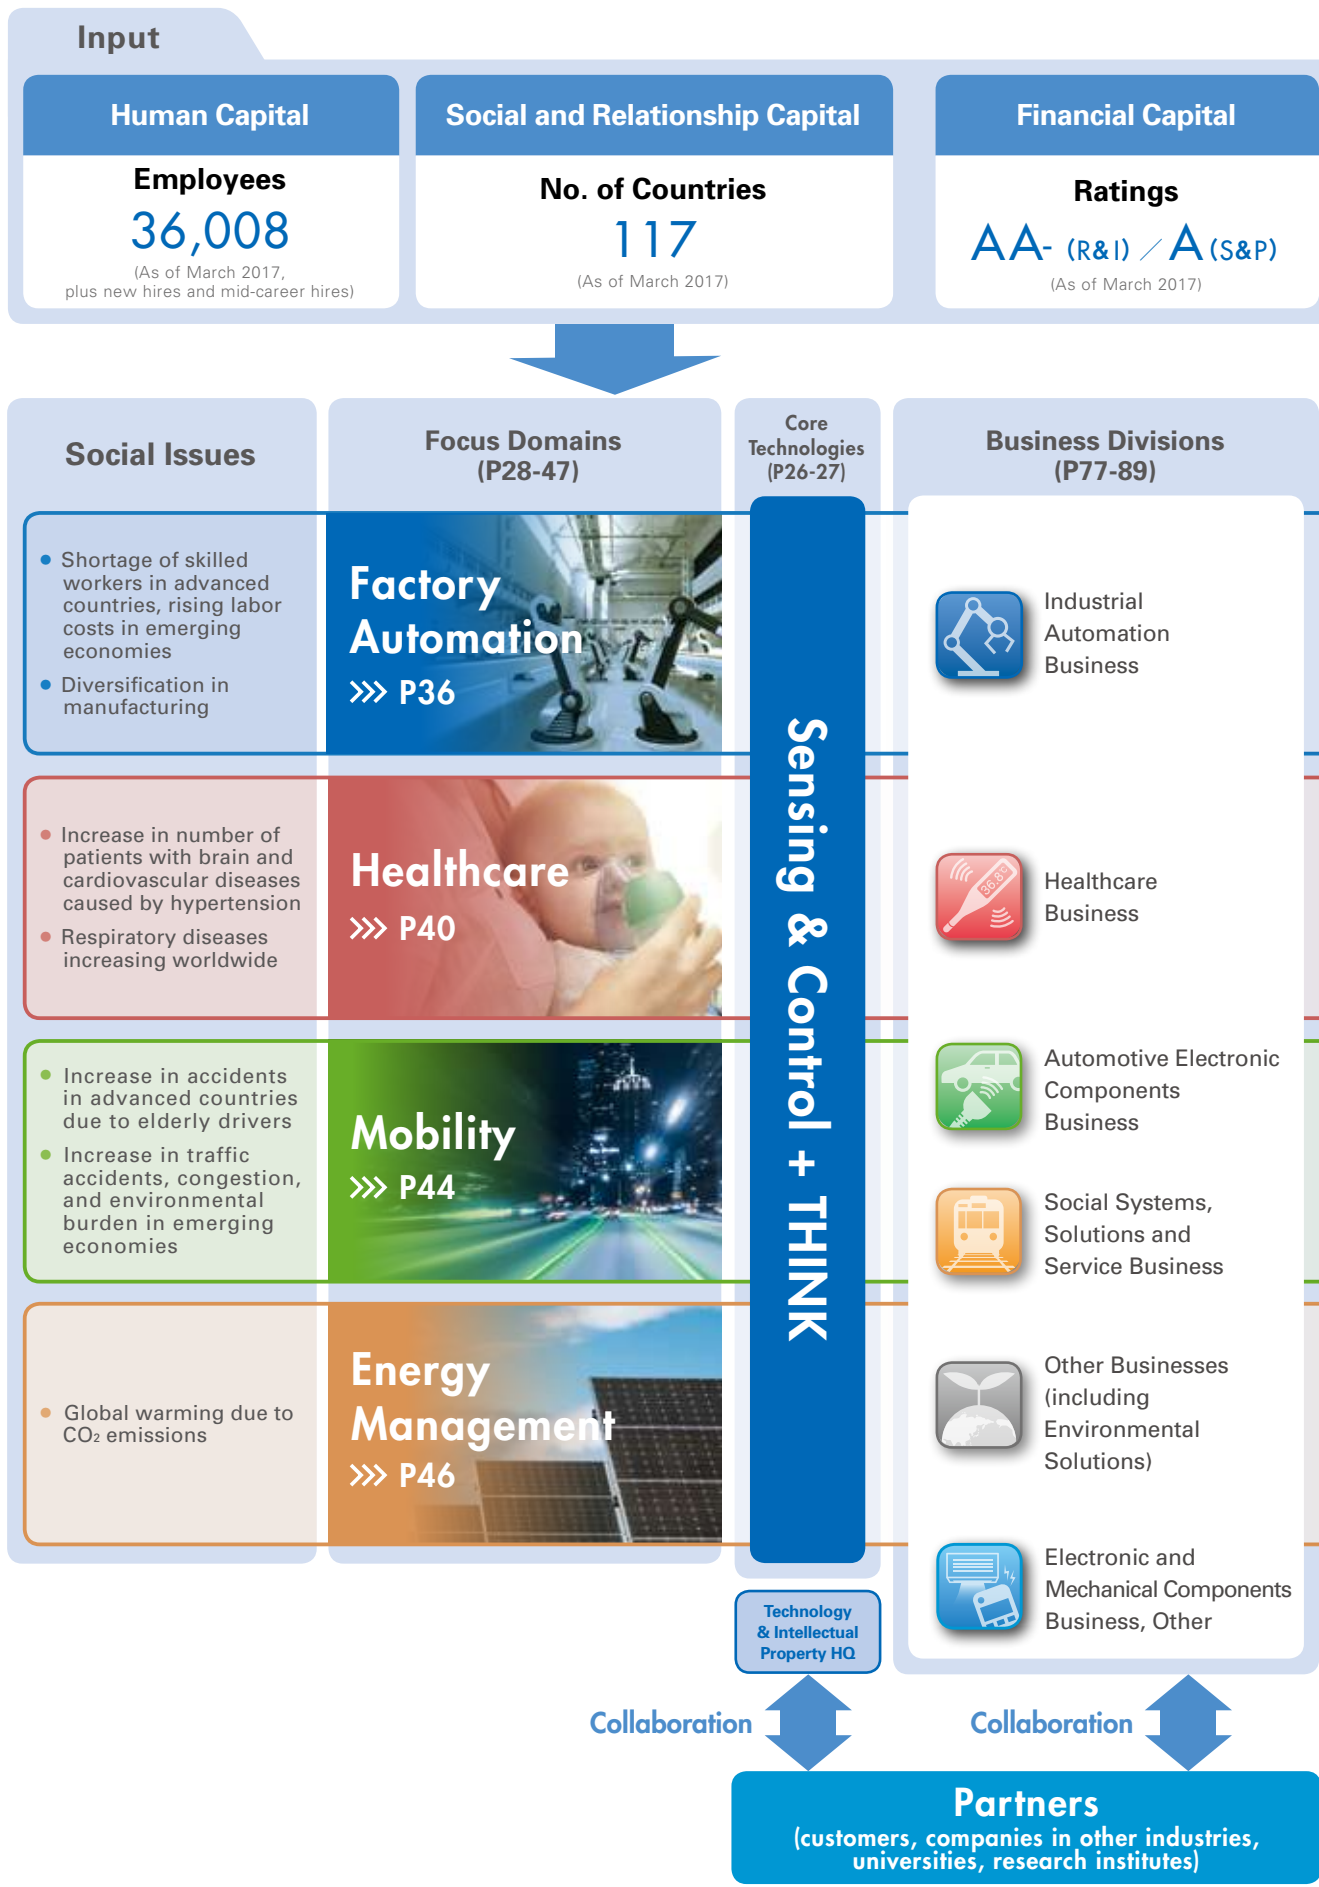 Input
Human Capital
Employees
36,008
(As of March 2017,
plus new hires and mid-career hires)
Social and Relationship Capital
No. of Countries
117
(As of March 2017)
Financial Capital
Ratings
AA- (R&I) / A (S&P)
(As of March 2017)
Social Issues
Focus Domains
(P28-47)
Core
Technologies
(P26-27)
Business Divisions
(P77-89)
• Shortage of skilled
workers in advanced
countries, rising labor
costs in emerging
economies
• Diversification in
manufacturing
Factory
Automation
>>> P36
• Increase in number of
patients with brain and
cardiovascular diseases
caused by hypertension
• Respiratory diseases
increasing worldwide
Healthcare
>>> P40
• Increase in accidents
in advanced countries
due to elderly drivers
• Increase in traffic
accidents, congestion,
and environmental
burden in emerging
economies
Mobility
>>> P44
• Global warming due to
CO₂ emissions
Energy
Management
>>> P46
Sensing & Control + THINK
Industrial
Automation
Business
36.8℃
Healthcare
Business
Automotive Electronic
Components
Business
Social Systems,
Solutions and
Service Business
Other Businesses
(including
Environmental
Solutions)
Electronic and
Mechanical Components
Business, Other
Technology
& Intellectual
Property HQ
Collaboration
Collaboration
Partners
(customers, companies in other industries,
universities, research institutes)